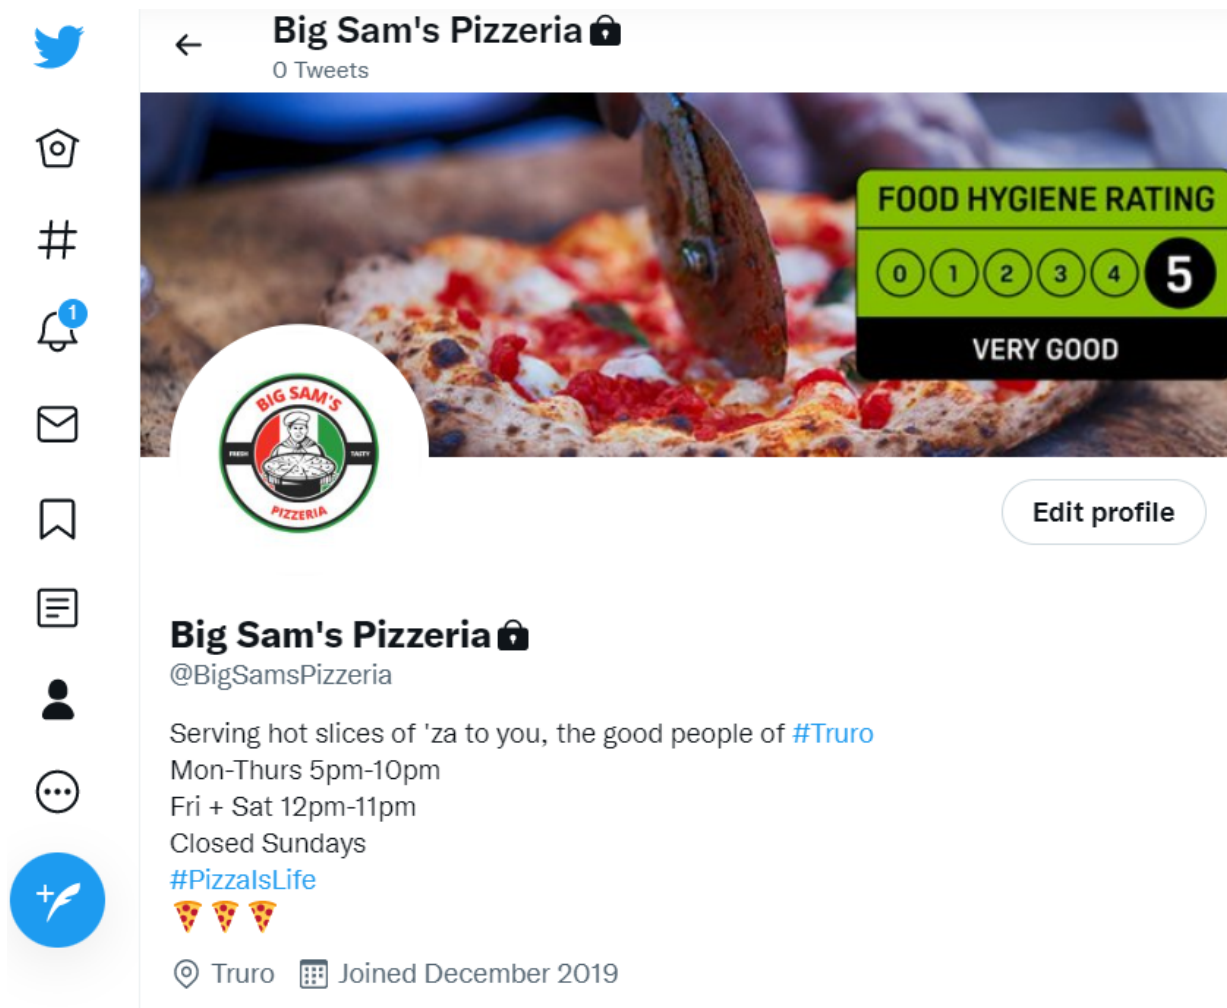 Big Sam's Pizzeria
0 Tweets
FOOD HYGIENE RATING
0 1 2 3 4 5
VERY GOOD
1
BIG SAM'S
FRESH TASTY
PIZZERIA
Edit profile
Big Sam's Pizzeria
@BigSamsPizzeria
Serving hot slices of 'za to you, the good people of #Truro
Mon-Thurs 5pm-10pm
Fri + Sat 12pm-11pm
Closed Sundays
#PizzaIsLife
Truro Joined December 2019